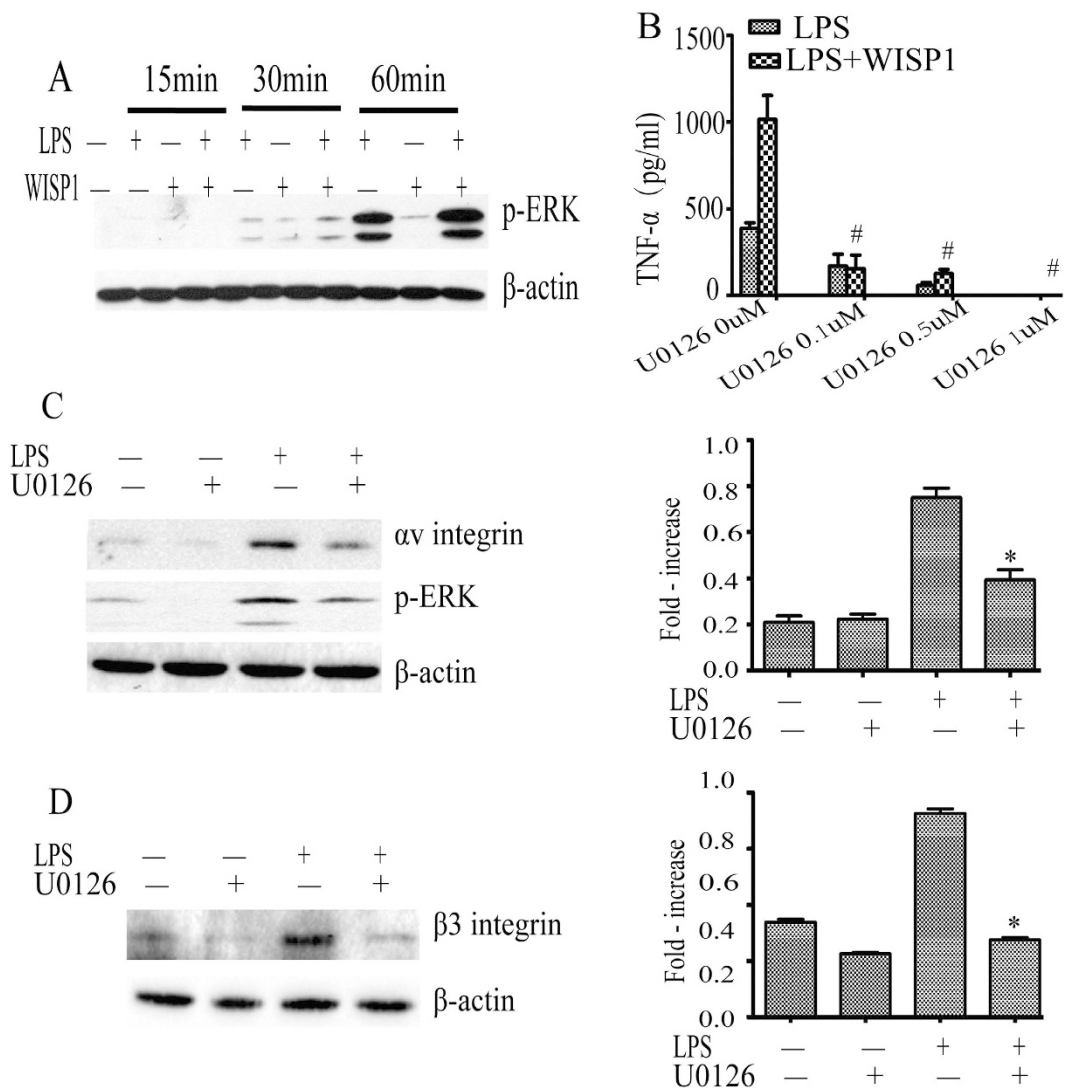 A
15min 30min 60min
LPS — + — + + — + + — +
WISP1 — — + + — + + — + +
p-ERK
β-actin
B
LPS
LPS+WISP1
TNF-α (pg/ml)
1500
1000
500
0
# # #
U0126 0uM U0126 0.1uM U0126 0.5uM U0126 1uM
C
LPS — — + +
U0126 — + — +
αv integrin
p-ERK
β-actin
Fold - increase
1.0
0.8
0.6
0.4
0.2
0.0
*
LPS — — + +
U0126 — + — +
D
LPS — — + +
U0126 — + — +
β3 integrin
β-actin
Fold - increase
1.0
0.8
0.6
0.4
0.2
0.0
*
LPS — — + +
U0126 — + — +